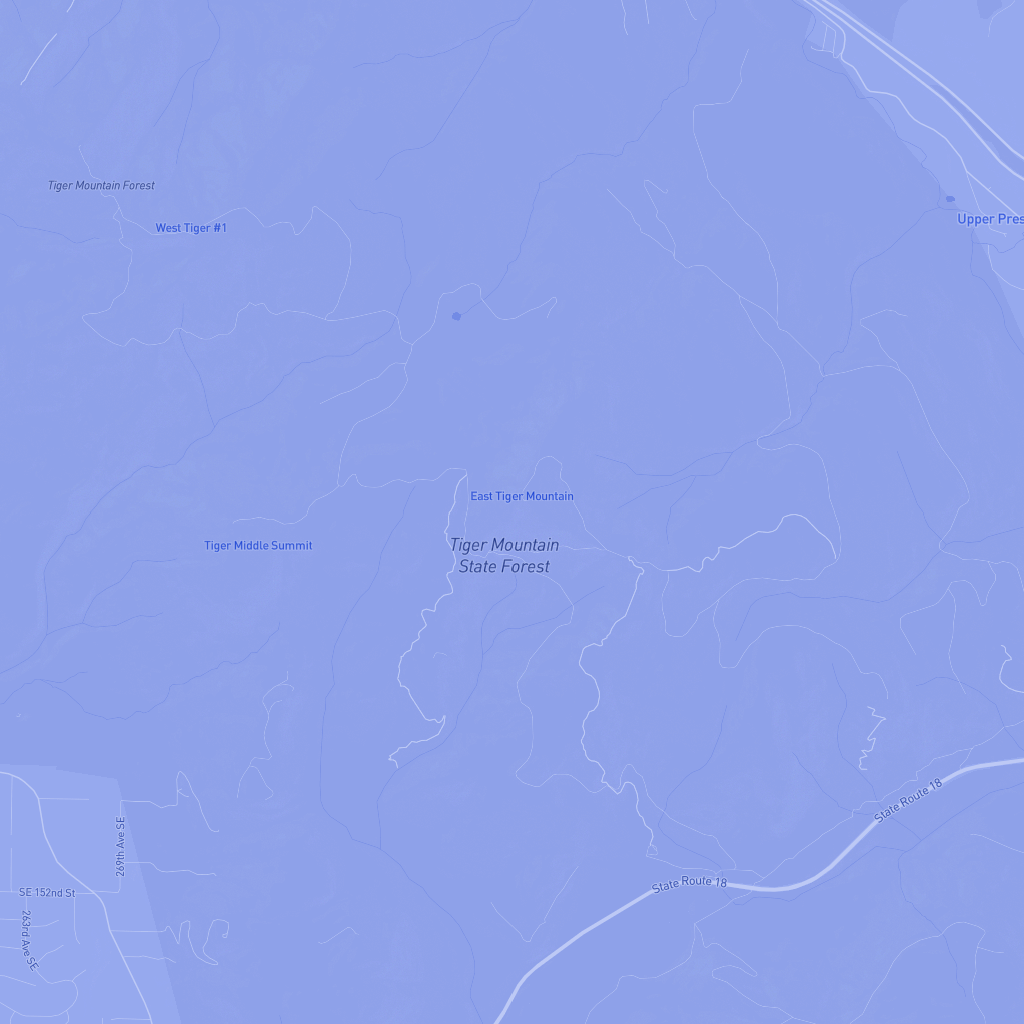 Tiger Mountain Forest
West Tiger #1
Upper Pres
East Tiger Mountain
Tiger Middle Summit
Tiger Mountain
State Forest
State Route 18
269th Ave SE
State Route 18
SE 152nd St
263rd Ave SE